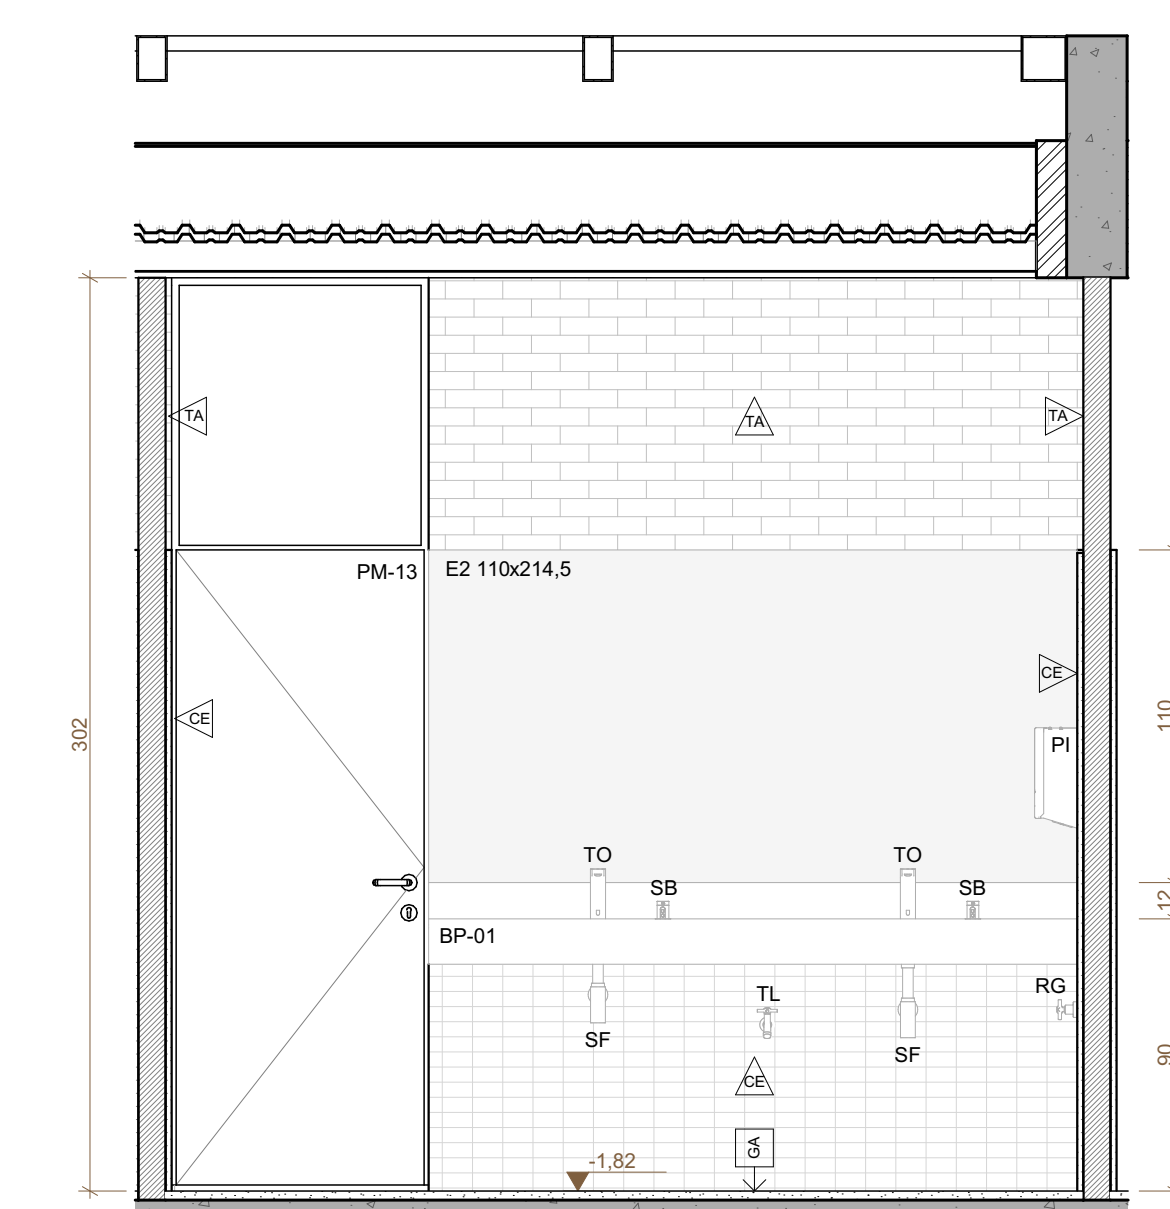 TA
TA
TA
PM-13
E2 110x214,5
CE
CE
302
110
PI
TO
TO
SB
SB
12
BP-01
TL
RG
SF
SF
90
CE
GA
-1,82